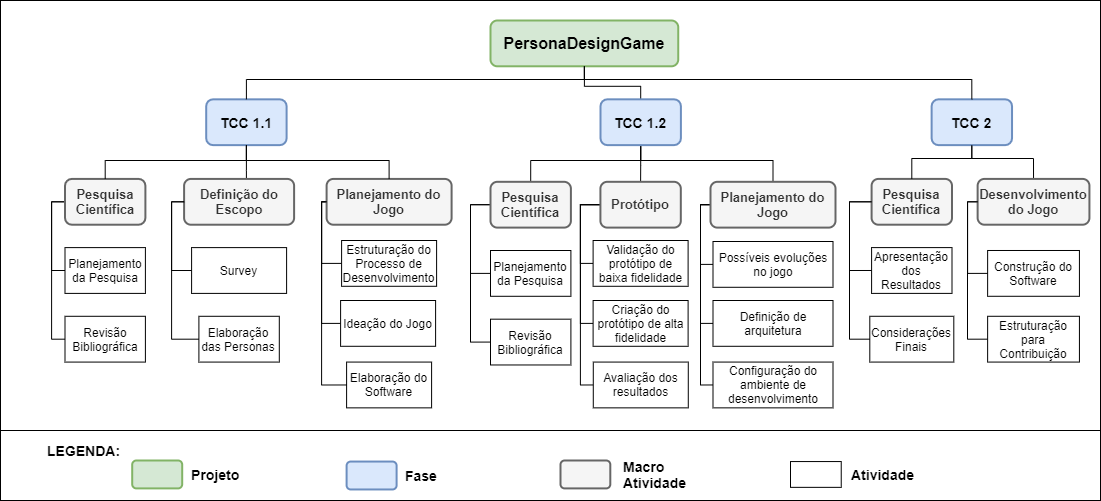 PersonaDesignGame
TCC 1.1
TCC 1.2
TCC 2
Pesquisa
Científica
Definição do
Escopo
Planejamento do
Jogo
Pesquisa
Científica
Protótipo
Planejamento do
Jogo
Pesquisa
Científica
Desenvolvimento
do Jogo
Planejamento
da Pesquisa
Revisão
Bibliográfica
Survey
Elaboração
das Personas
Estruturação do
Processo de
Desenvolvimento
Ideação do Jogo
Elaboração do
Software
Planejamento
da Pesquisa
Revisão
Bibliográfica
Validação do
protótipo de
baixa fidelidade
Criação do
protótipo de alta
fidelidade
Avaliação dos
resultados
Possíveis evoluções
no jogo
Definição de
arquitetura
Configuração do
ambiente de
desenvolvimento
Apresentação
dos
Resultados
Considerações
Finais
Construção do
Software
Estruturação
para
Contribuição
LEGENDA:
Projeto
Fase
Macro
Atividade
Atividade